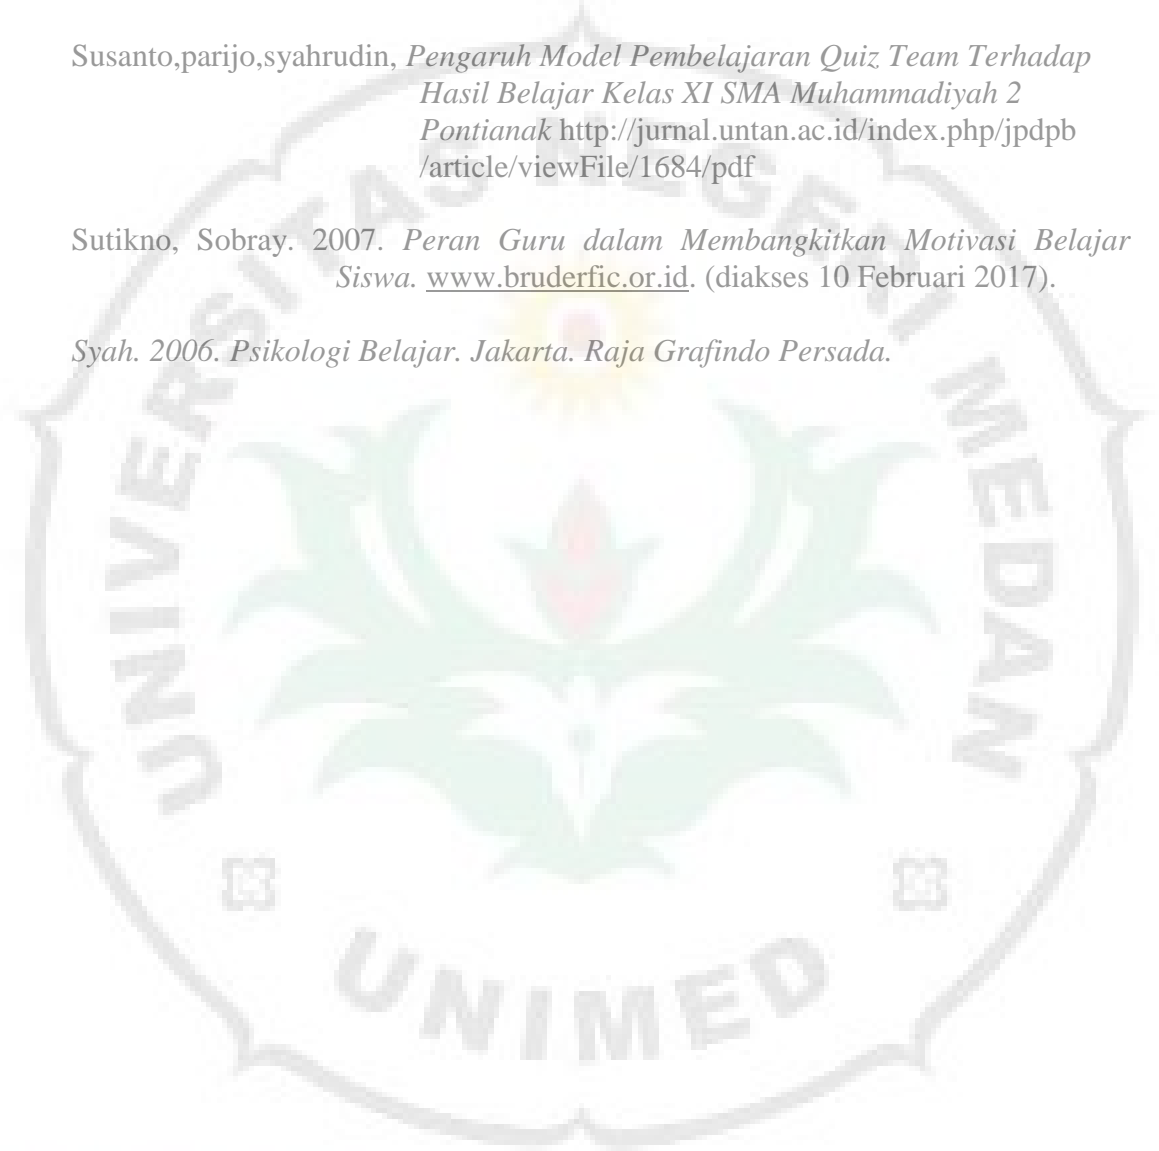 Susanto,parijo,syahrudin, Pengaruh Model Pembelajaran Quiz Team Terhadap
Hasil Belajar Kelas XI SMA Muhammadiyah 2
Pontianak http://jurnal.untan.ac.id/index.php/jpdpb
/article/viewFile/1684/pdf
Sutikno, Sobray. 2007. Peran Guru dalam Membangkitkan Motivasi Belajar
Siswa. www.bruderfic.or.id. (diakses 10 Februari 2017).
Syah. 2006. Psikologi Belajar. Jakarta. Raja Grafindo Persada.
UNIVERSITAS NEGERI MEDAN
UNIMED